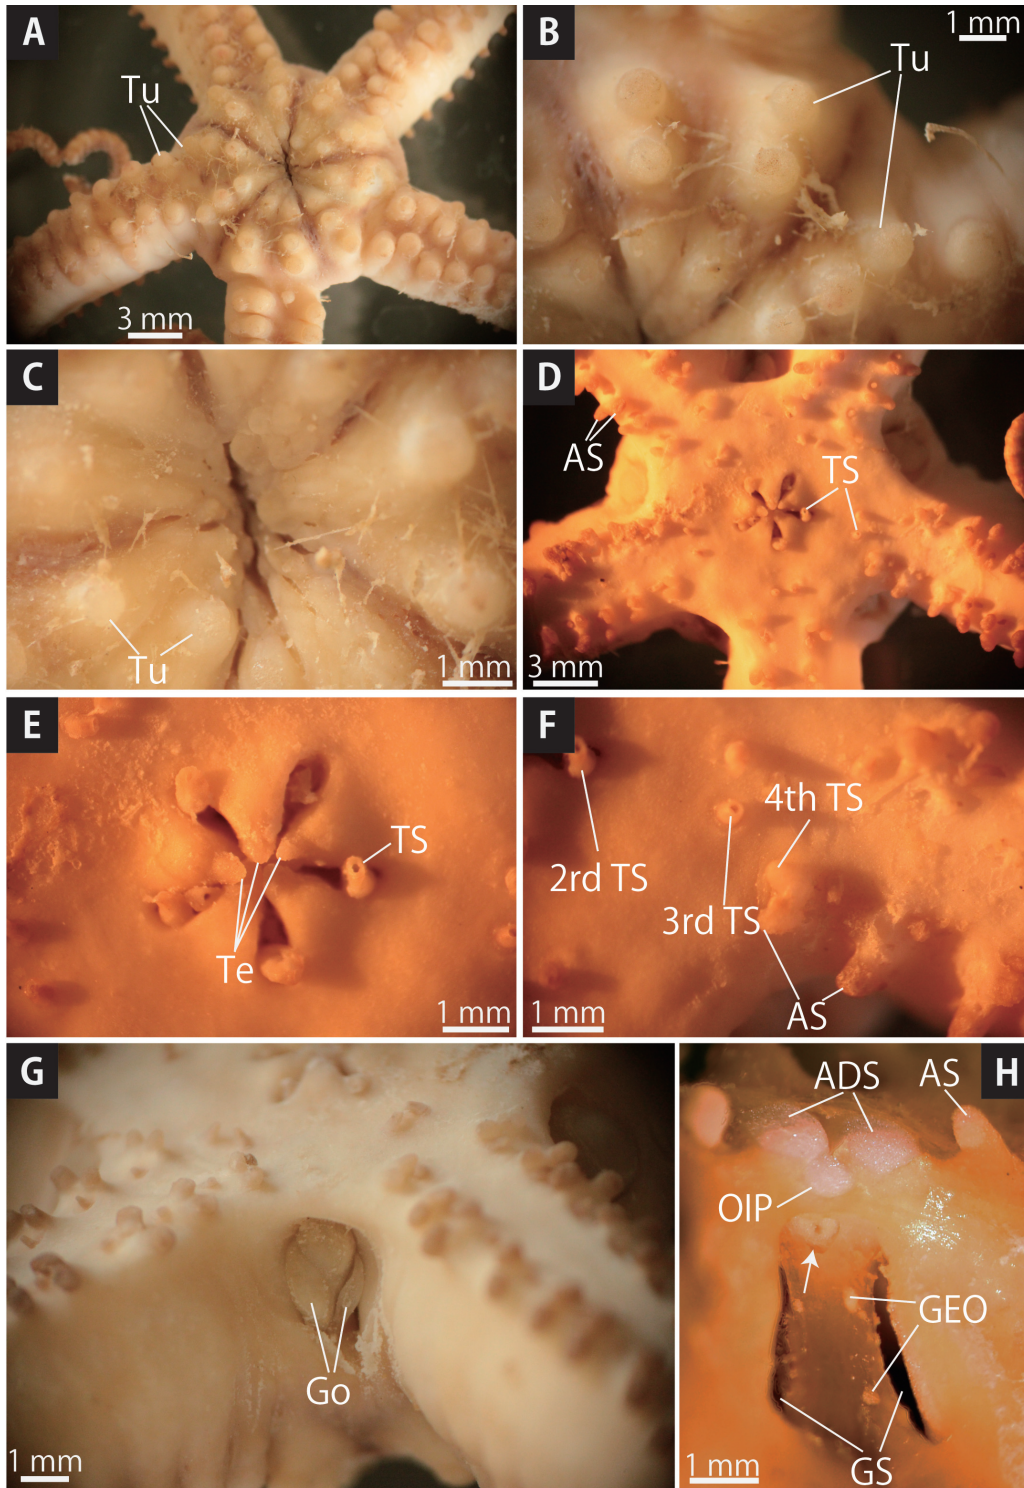 A
Tu
3 mm
B
1 mm
Tu
C
Tu
1 mm
D
AS
TS
3 mm
E
TS
Te
1 mm
F
4th TS
2rd TS
3rd TS
AS
1 mm
G
Go
1 mm
H
ADS
AS
OIP
GEO
GS
1 mm